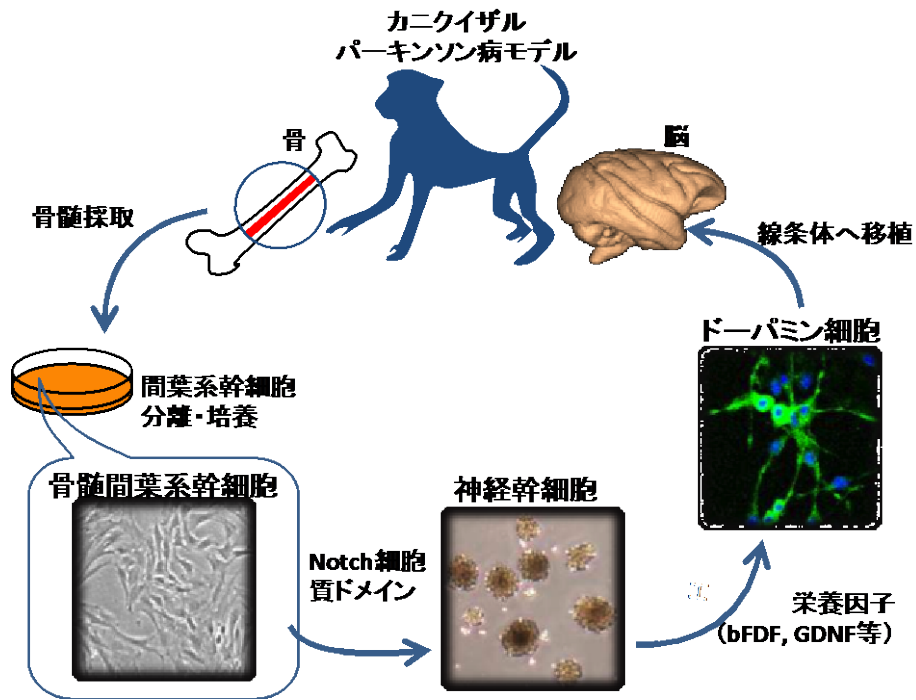 カニクイザル
パーキンソン病モデル
骨
脳
骨髄採取
線条体へ移植
ドーパミン細胞
間葉系幹細胞
分離・培養
骨髄間葉系幹細胞
神経幹細胞
Notch細胞
質ドメイン
栄養因子
（bFDF, GDNF等）